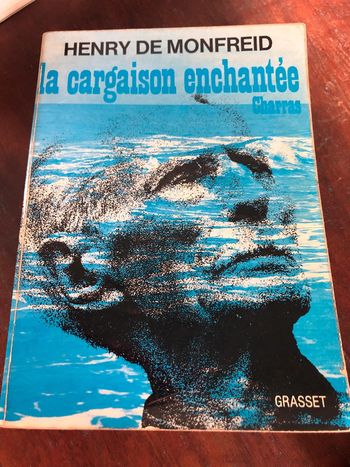 HENRY DE MONFREID
la cargaison enchantée
Charras
GRASSET